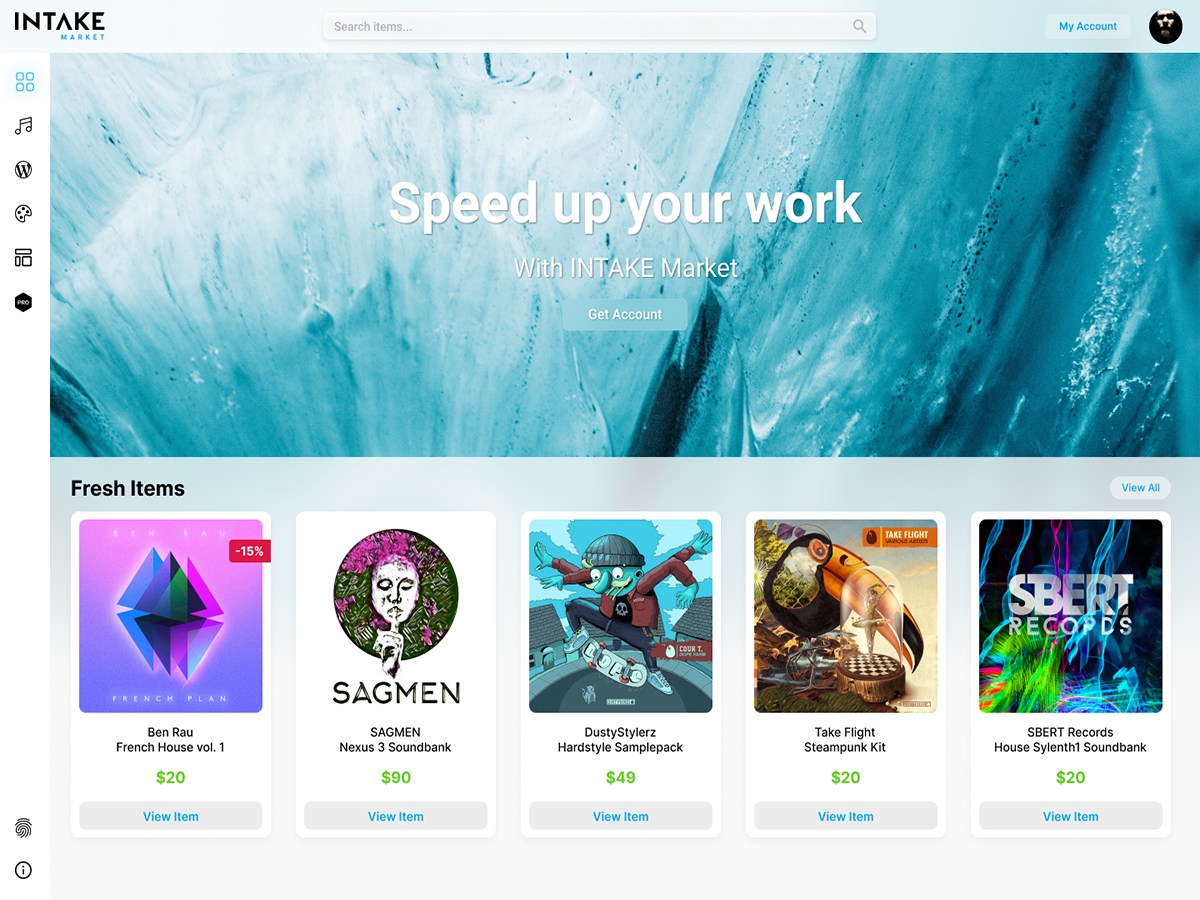 INTAKE
MARKET
Search items...
My Account
PRO
Speed up your work
With INTAKE Market
Get Account
Fresh Items
View All
BEN RAU
-15%
FRENCH PLAN
Ben Rau
French House vol. 1
$20
View Item
SAGMEN
SAGMEN
Nexus 3 Soundbank
$90
View Item
COUR T.
DOPE FARM
DOPE
DustyStylerz
Hardstyle Samplepack
$49
View Item
TAKE FLIGHT
VARIOUS ARTISTS
Take Flight
Steampunk Kit
$20
View Item
SBERT
RECORDS
SBERT Records
House Sylenth1 Soundbank
$20
View Item